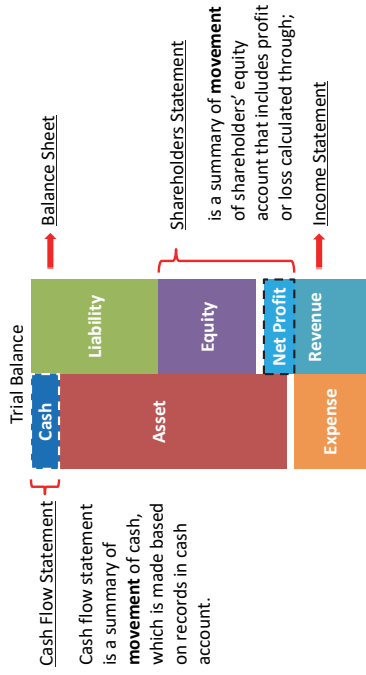 Trial Balance
Cash Flow Statement
Cash flow statement
is a summary of
movement of cash,
which is made based
on records in cash
account.
Cash
Asset
Expense
Liability
Equity
Net Profit
Revenue
Balance Sheet
Shareholders Statement
is a summary of movement
of shareholders' equity
account that includes profit
or loss calculated through;
Income Statement